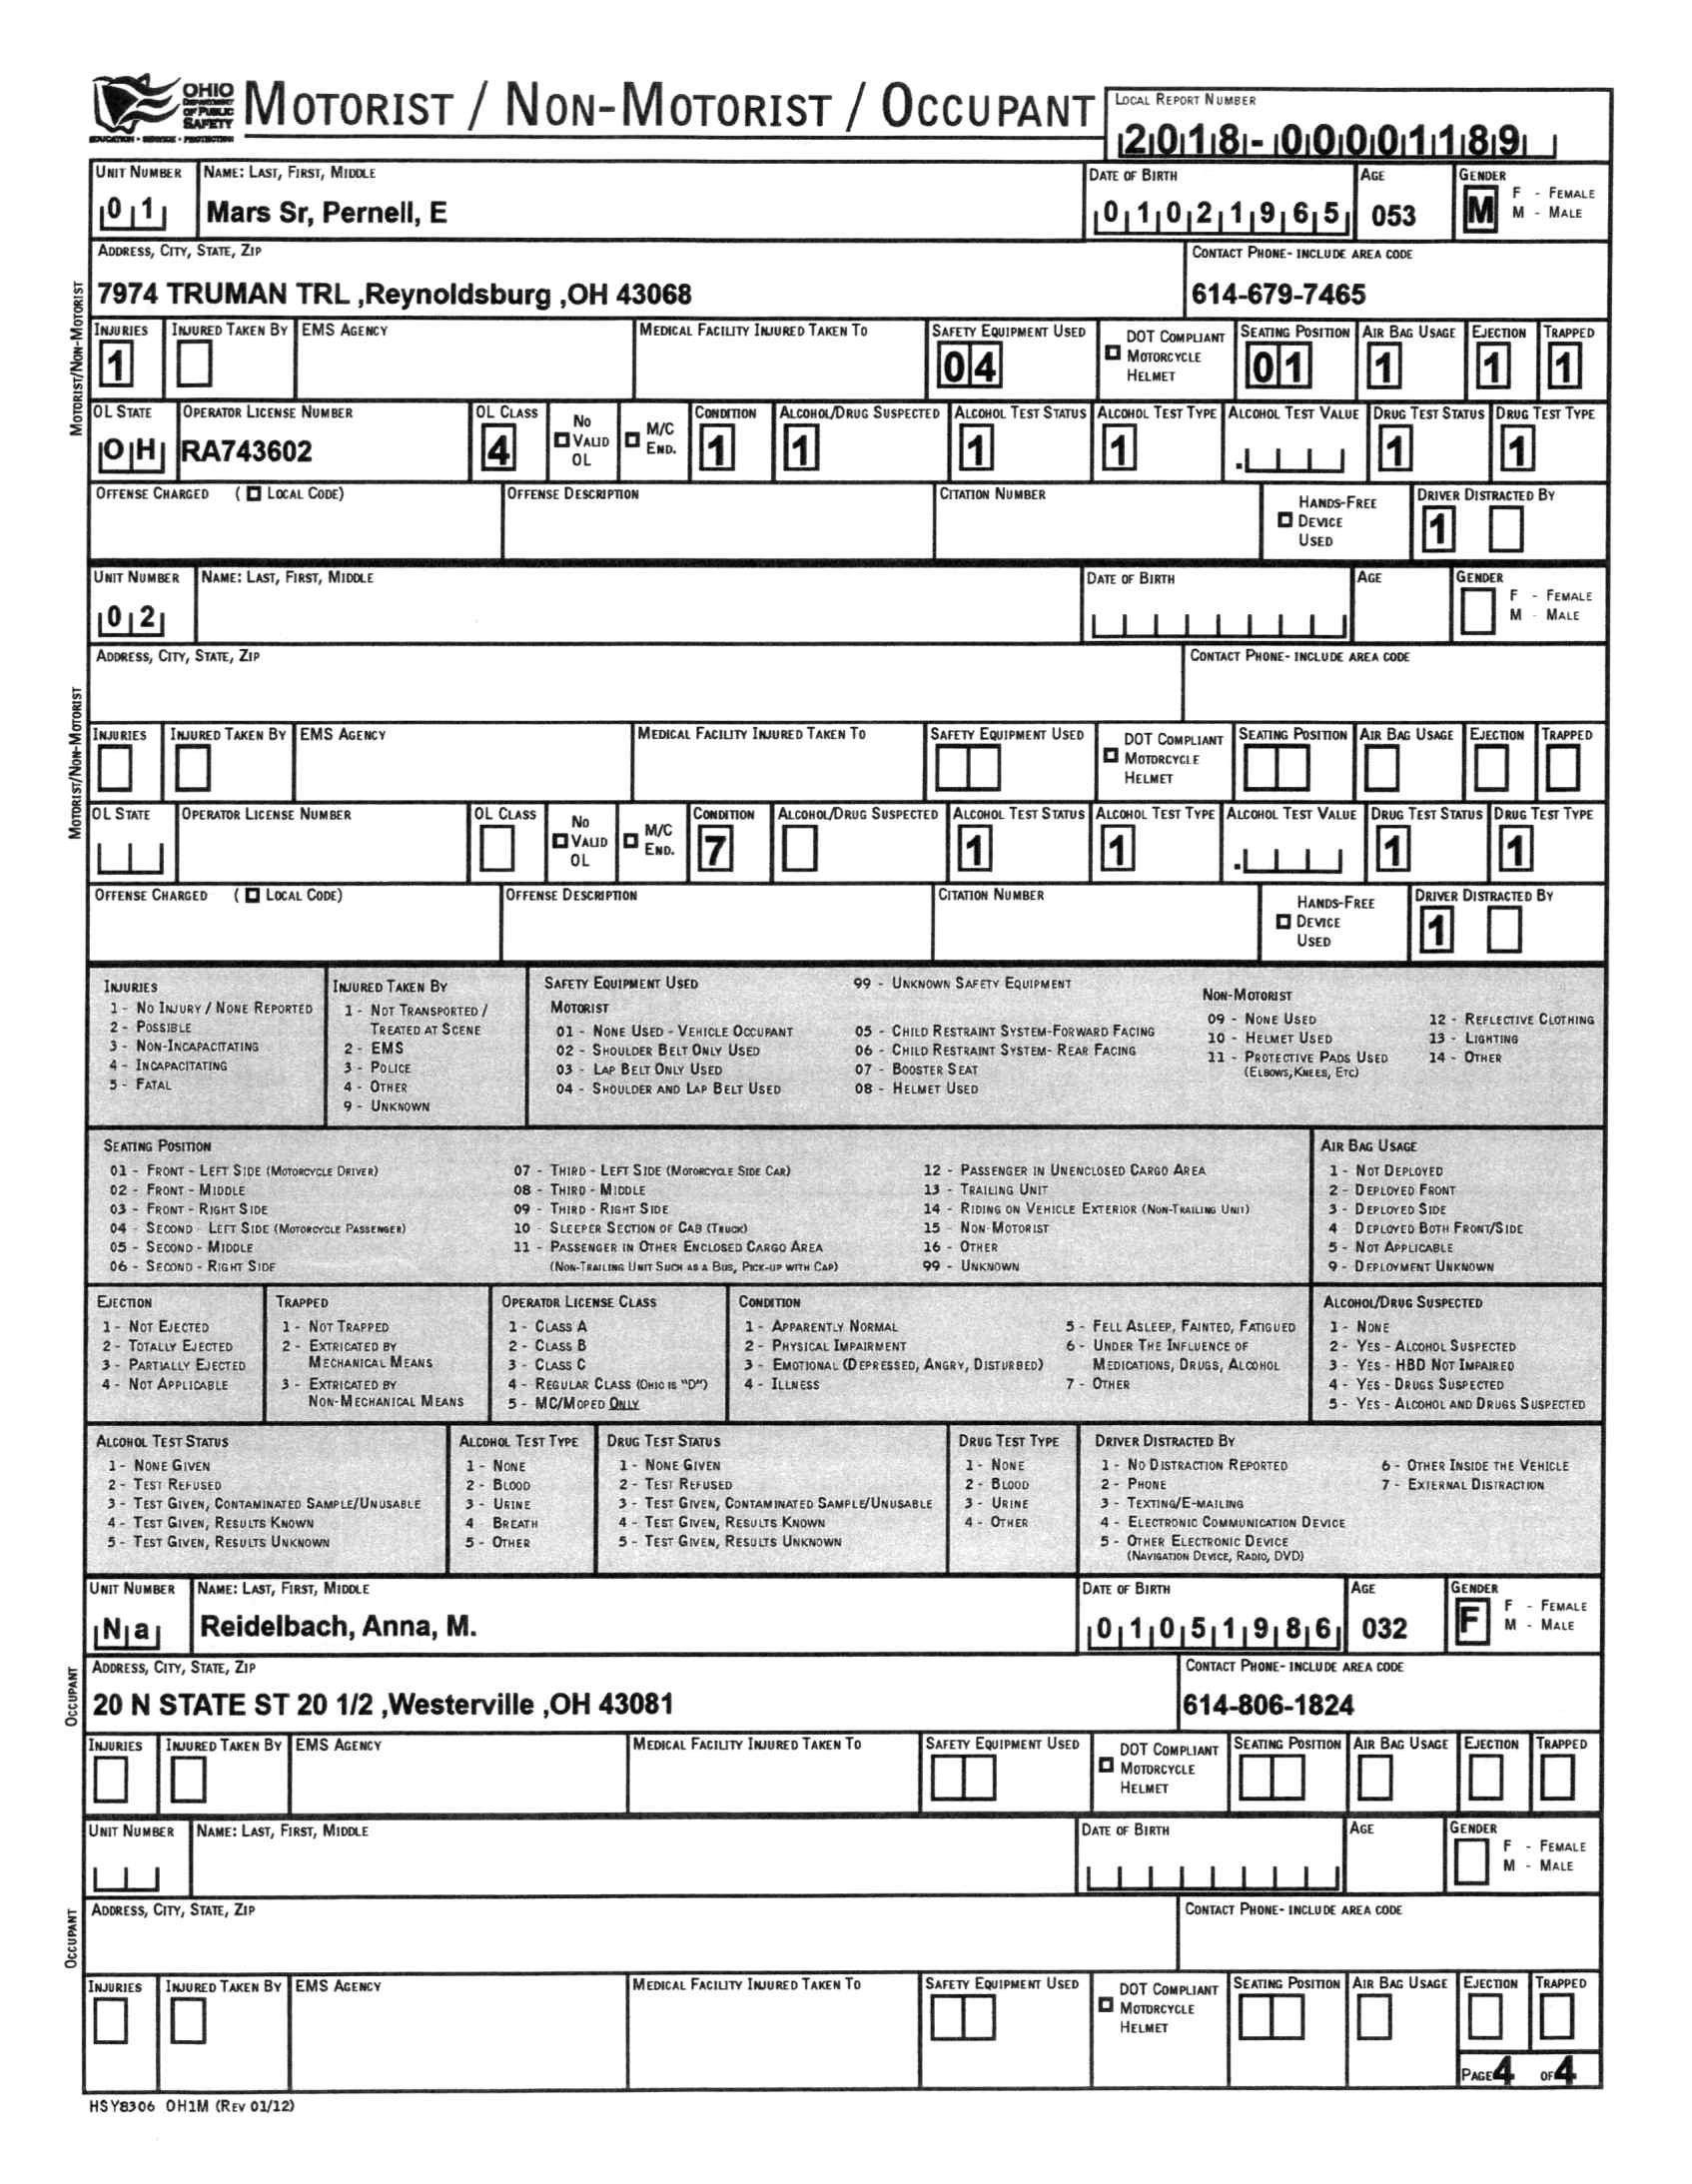 OHIO
DEPARTMENT
OF PUBLIC
SAFETY
EDUCATION • SERVICE • PROTECTION
MOTORIST / NON-MOTORIST / OCCUPANT
LOCAL REPORT NUMBER
2018-00001189
UNIT NUMBER NAME: LAST, FIRST, MIDDLE DATE OF BIRTH AGE GENDER
F - FEMALE
M - MALE
01 Mars Sr, Pernell, E 01021965 053 M
ADDRESS, CITY, STATE, ZIP CONTACT PHONE- INCLUDE AREA CODE
7974 TRUMAN TRL ,Reynoldsburg ,OH 43068 614-679-7465
MOTORIST/NON-MOTORIST
INJURIES INJURED TAKEN BY EMS AGENCY MEDICAL FACILITY INJURED TAKEN TO SAFETY EQUIPMENT USED DOT COMPLIANT MOTORCYCLE HELMET SEATING POSITION AIR BAG USAGE EJECTION TRAPPED
1 04 01 1 1 1
OL STATE OPERATOR LICENSE NUMBER OL CLASS NO VALID OL M/C END. CONDITION ALCOHOL/DRUG SUSPECTED ALCOHOL TEST STATUS ALCOHOL TEST TYPE ALCOHOL TEST VALUE DRUG TEST STATUS DRUG TEST TYPE
OH RA743602 4 1 1 1 1 . 1 1
OFFENSE CHARGED ( LOCAL CODE) OFFENSE DESCRIPTION CITATION NUMBER HANDS-FREE DEVICE USED DRIVER DISTRACTED BY
1
UNIT NUMBER NAME: LAST, FIRST, MIDDLE DATE OF BIRTH AGE GENDER
F - FEMALE
M - MALE
02
ADDRESS, CITY, STATE, ZIP CONTACT PHONE- INCLUDE AREA CODE
MOTORIST/NON-MOTORIST
INJURIES INJURED TAKEN BY EMS AGENCY MEDICAL FACILITY INJURED TAKEN TO SAFETY EQUIPMENT USED DOT COMPLIANT MOTORCYCLE HELMET SEATING POSITION AIR BAG USAGE EJECTION TRAPPED
OL STATE OPERATOR LICENSE NUMBER OL CLASS NO VALID OL M/C END. CONDITION ALCOHOL/DRUG SUSPECTED ALCOHOL TEST STATUS ALCOHOL TEST TYPE ALCOHOL TEST VALUE DRUG TEST STATUS DRUG TEST TYPE
7 1 1 . 1 1
OFFENSE CHARGED ( LOCAL CODE) OFFENSE DESCRIPTION CITATION NUMBER HANDS-FREE DEVICE USED DRIVER DISTRACTED BY
1
INJURIES
1 - NO INJURY / NONE REPORTED
2 - POSSIBLE
3 - NON-INCAPACITATING
4 - INCAPACITATING
5 - FATAL
INJURED TAKEN BY
1 - NOT TRANSPORTED /
TREATED AT SCENE
2 - EMS
3 - POLICE
4 - OTHER
9 - UNKNOWN
SAFETY EQUIPMENT USED
MOTORIST
01 - NONE USED - VEHICLE OCCUPANT
02 - SHOULDER BELT ONLY USED
03 - LAP BELT ONLY USED
04 - SHOULDER AND LAP BELT USED
99 - UNKNOWN SAFETY EQUIPMENT
05 - CHILD RESTRAINT SYSTEM-FORWARD FACING
06 - CHILD RESTRAINT SYSTEM- REAR FACING
07 - BOOSTER SEAT
08 - HELMET USED
NON-MOTORIST
09 - NONE USED
10 - HELMET USED
11 - PROTECTIVE PADS USED
(ELBOWS, KNEES, ETC)
12 - REFLECTIVE CLOTHING
13 - LIGHTING
14 - OTHER
SEATING POSITION
01 - FRONT - LEFT SIDE (MOTORCYCLE DRIVER)
02 - FRONT - MIDDLE
03 - FRONT - RIGHT SIDE
04 - SECOND - LEFT SIDE (MOTORCYCLE PASSENGER)
05 - SECOND - MIDDLE
06 - SECOND - RIGHT SIDE
07 - THIRD - LEFT SIDE (MOTORCYCLE SIDE CAR)
08 - THIRD - MIDDLE
09 - THIRD - RIGHT SIDE
10 - SLEEPER SECTION OF CAB (TRUCK)
11 - PASSENGER IN OTHER ENCLOSED CARGO AREA
(NON-TRAILING UNIT SUCH AS A BUS, PICK-UP WITH CAP)
12 - PASSENGER IN UNENCLOSED CARGO AREA
13 - TRAILING UNIT
14 - RIDING ON VEHICLE EXTERIOR (NON-TRAILING UNIT)
15 - NON-MOTORIST
16 - OTHER
99 - UNKNOWN
AIR BAG USAGE
1 - NOT DEPLOYED
2 - DEPLOYED FRONT
3 - DEPLOYED SIDE
4 - DEPLOYED BOTH FRONT/SIDE
5 - NOT APPLICABLE
9 - DEPLOYMENT UNKNOWN
EJECTION
1 - NOT EJECTED
2 - TOTALLY EJECTED
3 - PARTIALLY EJECTED
4 - NOT APPLICABLE
TRAPPED
1 - NOT TRAPPED
2 - EXTRICATED BY
MECHANICAL MEANS
3 - EXTRICATED BY
NON-MECHANICAL MEANS
OPERATOR LICENSE CLASS
1 - CLASS A
2 - CLASS B
3 - CLASS C
4 - REGULAR CLASS (OHIO IS "D")
5 - MC/MOPED ONLY
CONDITION
1 - APPARENTLY NORMAL
2 - PHYSICAL IMPAIRMENT
3 - EMOTIONAL (DEPRESSED, ANGRY, DISTURBED)
4 - ILLNESS
5 - FELL ASLEEP, FAINTED, FATIGUED
6 - UNDER THE INFLUENCE OF
MEDICATIONS, DRUGS, ALCOHOL
7 - OTHER
ALCOHOL/DRUG SUSPECTED
1 - NONE
2 - YES - ALCOHOL SUSPECTED
3 - YES - HBD NOT IMPAIRED
4 - YES - DRUGS SUSPECTED
5 - YES - ALCOHOL AND DRUGS SUSPECTED
ALCOHOL TEST STATUS
1 - NONE GIVEN
2 - TEST REFUSED
3 - TEST GIVEN, CONTAMINATED SAMPLE/UNUSABLE
4 - TEST GIVEN, RESULTS KNOWN
5 - TEST GIVEN, RESULTS UNKNOWN
ALCOHOL TEST TYPE
1 - NONE
2 - BLOOD
3 - URINE
4 BREATH
5 - OTHER
DRUG TEST STATUS
1 - NONE GIVEN
2 - TEST REFUSED
3 - TEST GIVEN, CONTAMINATED SAMPLE/UNUSABLE
4 - TEST GIVEN, RESULTS KNOWN
5 - TEST GIVEN, RESULTS UNKNOWN
DRUG TEST TYPE
1 - NONE
2 - BLOOD
3 - URINE
4 - OTHER
DRIVER DISTRACTED BY
1 - NO DISTRACTION REPORTED
2 - PHONE
3 - TEXTING/E-MAILING
4 - ELECTRONIC COMMUNICATION DEVICE
5 - OTHER ELECTRONIC DEVICE
(NAVIGATION DEVICE, RADIO, DVD)
6 - OTHER INSIDE THE VEHICLE
7 - EXTERNAL DISTRACTION
UNIT NUMBER NAME: LAST, FIRST, MIDDLE DATE OF BIRTH AGE GENDER
F - FEMALE
M - MALE
Na Reidelbach, Anna, M. 01051986 032 F
ADDRESS, CITY, STATE, ZIP CONTACT PHONE- INCLUDE AREA CODE
OCCUPANT
20 N STATE ST 20 1/2 ,Westerville ,OH 43081 614-806-1824
INJURIES INJURED TAKEN BY EMS AGENCY MEDICAL FACILITY INJURED TAKEN TO SAFETY EQUIPMENT USED DOT COMPLIANT MOTORCYCLE HELMET SEATING POSITION AIR BAG USAGE EJECTION TRAPPED
UNIT NUMBER NAME: LAST, FIRST, MIDDLE DATE OF BIRTH AGE GENDER
F - FEMALE
M - MALE
ADDRESS, CITY, STATE, ZIP CONTACT PHONE- INCLUDE AREA CODE
OCCUPANT
INJURIES INJURED TAKEN BY EMS AGENCY MEDICAL FACILITY INJURED TAKEN TO SAFETY EQUIPMENT USED DOT COMPLIANT MOTORCYCLE HELMET SEATING POSITION AIR BAG USAGE EJECTION TRAPPED
PAGE 4 OF 4
HSY8306 OH1M (REV 01/12)